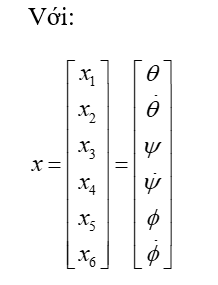 Với:
x = [x₁ x₂ x₃ x₄ x₅ x₆] = [θ θ̇ ψ ψ̇ ϕ ϕ̇]